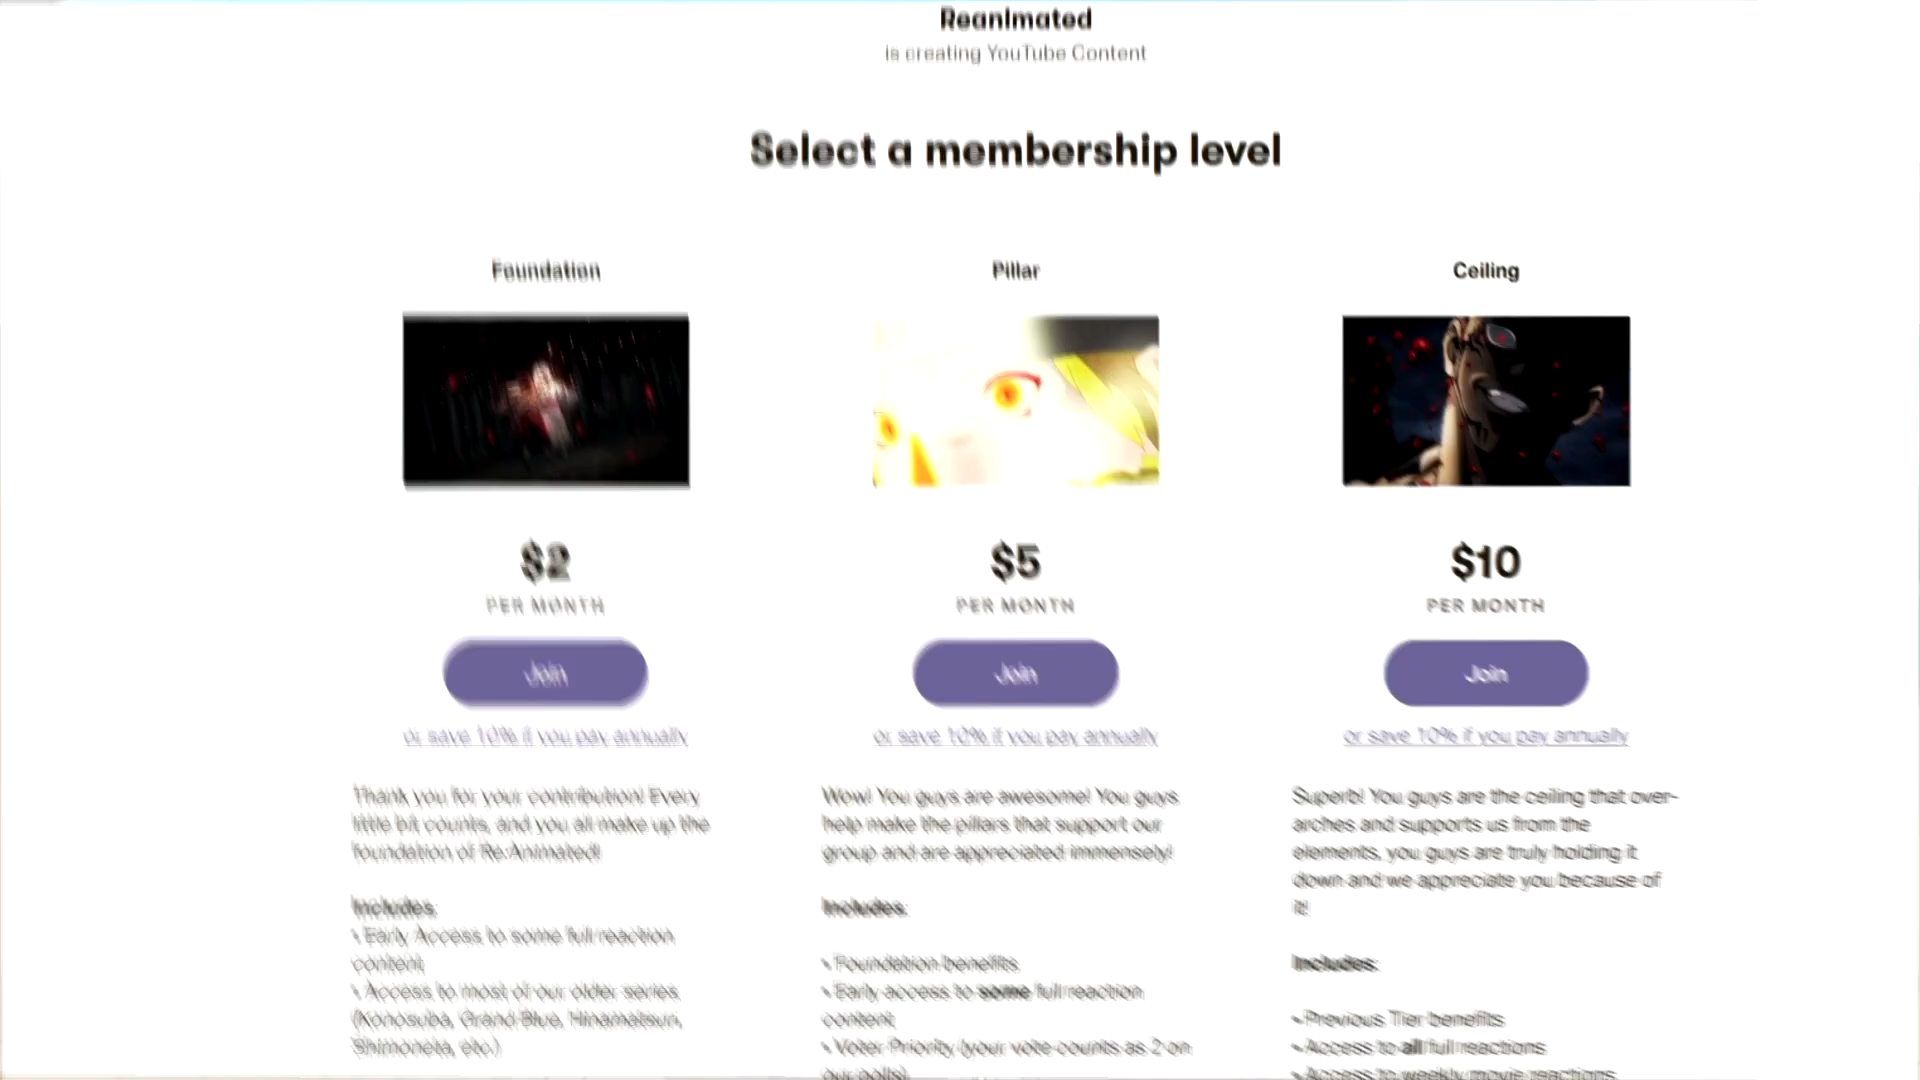 ReanImated
is creating YouTube Content
Select a membership level
Foundation
Pillar
Ceiling
$2
PER MONTH
Join
or save 10% if you pay annually
Thank you for your contribution! Every
little bit counts, and you all make up the
foundation of Re:Animated!
Includes:
• Early Access to some full reaction
content
• Access to most of our older series
(Konosuba, Grand Blue, Hinamatsuri,
Shimoneta, etc.)
$5
PER MONTH
Join
or save 10% if you pay annually
Wow! You guys are awesome! You guys
help make the pillars that support our
group and are appreciated immensely!
Includes:
• Foundation benefits
• Early access to some full reaction
content
• Voter Priority (your vote counts as 2 on
our polls)
$10
PER MONTH
Join
or save 10% if you pay annually
Superb! You guys are the ceiling that over-
arches and supports us from the
elements, you guys are truly holding it
down and we appreciate you because of
it!
Includes:
• Previous Tier benefits
• Access to all full reactions
• Access to weekly movie reactions